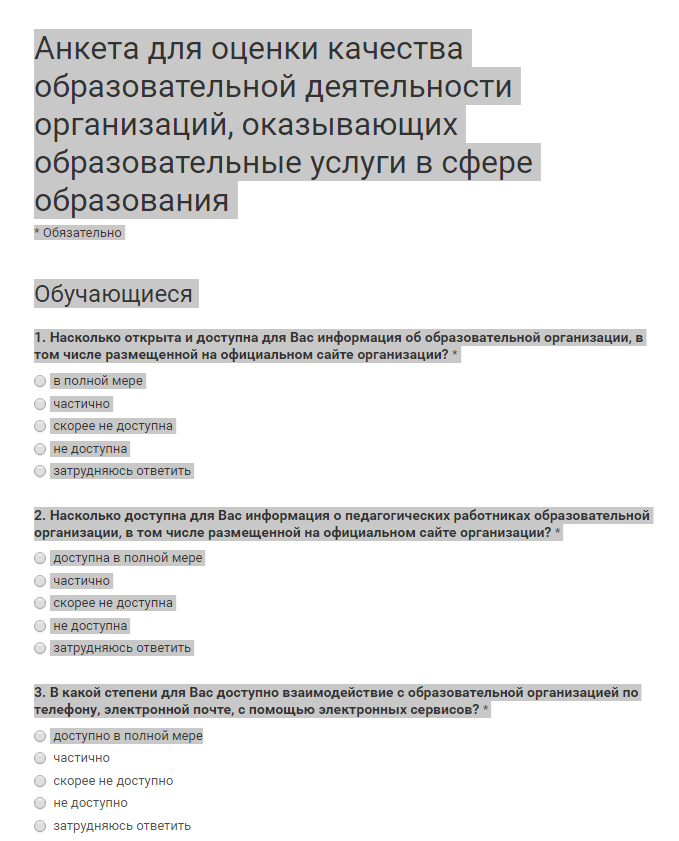 Анкета для оценки качества
образовательной деятельности
организаций, оказывающих
образовательные услуги в сфере
образования
* Обязательно
Обучающиеся
1. Насколько открыта и доступна для Вас информация об образовательной организации, в
том числе размещенной на официальном сайте организации? *
в полной мере
частично
скорее не доступна
не доступна
затрудняюсь ответить
2. Насколько доступна для Вас информация о педагогических работниках образовательной
организации, в том числе размещенной на официальном сайте организации? *
доступна в полной мере
частично
скорее не доступна
не доступна
затрудняюсь ответить
3. В какой степени для Вас доступно взаимодействие с образовательной организацией по
телефону, электронной почте, с помощью электронных сервисов? *
доступно в полной мере
частично
скорее не доступно
не доступно
затрудняюсь ответить